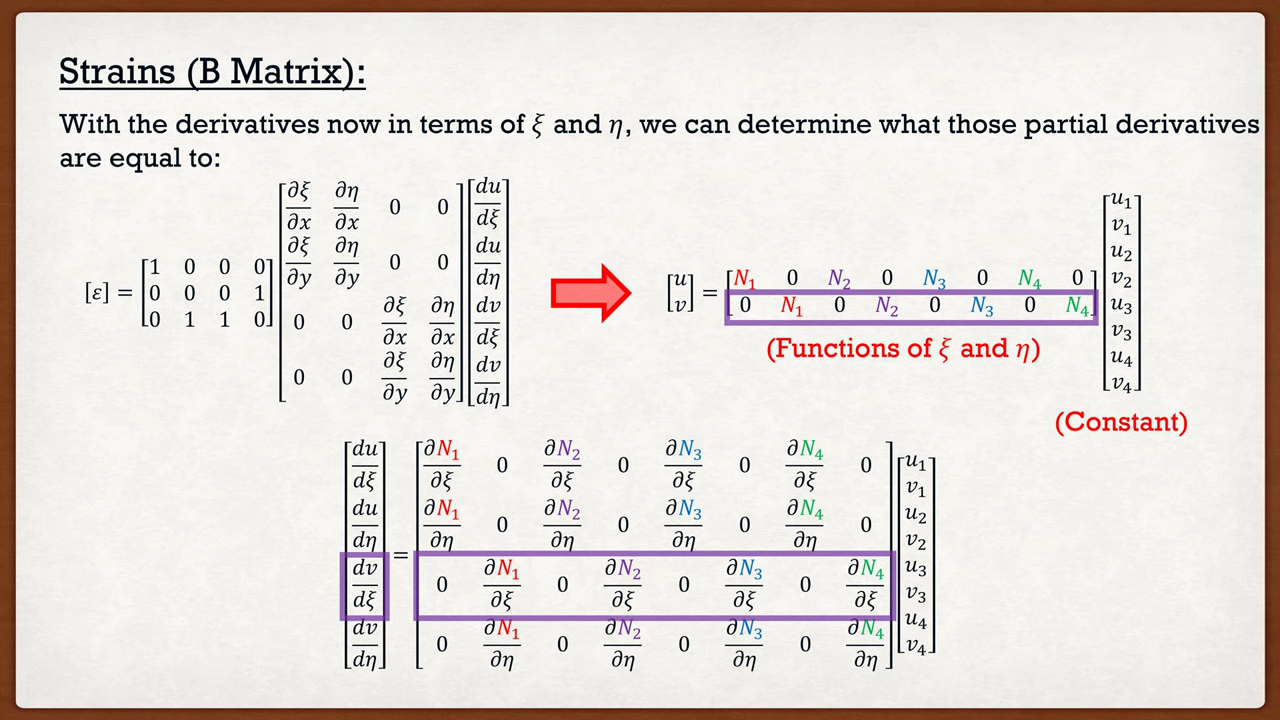 Strains (B Matrix):
With the derivatives now in terms of ξ and η, we can determine what those partial derivatives
are equal to:
[ε] = [1 0 0 0; 0 0 0 1; 0 1 1 0] [∂ξ/∂x ∂η/∂x 0 0; ∂ξ/∂y ∂η/∂y 0 0; 0 0 ∂ξ/∂x ∂η/∂x; 0 0 ∂ξ/∂y ∂η/∂y] [du/dξ; du/dη; dv/dξ; dv/dη]
[u; v] = [N₁ 0 N₂ 0 N₃ 0 N₄ 0; 0 N₁ 0 N₂ 0 N₃ 0 N₄] [u₁; v₁; u₂; v₂; u₃; v₃; u₄; v₄]
(Functions of ξ and η)
(Constant)
[du/dξ; du/dη; dv/dξ; dv/dη] = [∂N₁/∂ξ 0 ∂N₂/∂ξ 0 ∂N₃/∂ξ 0 ∂N₄/∂ξ 0; ∂N₁/∂η 0 ∂N₂/∂η 0 ∂N₃/∂η 0 ∂N₄/∂η 0; 0 ∂N₁/∂ξ 0 ∂N₂/∂ξ 0 ∂N₃/∂ξ 0 ∂N₄/∂ξ; 0 ∂N₁/∂η 0 ∂N₂/∂η 0 ∂N₃/∂η 0 ∂N₄/∂η] [u₁; v₁; u₂; v₂; u₃; v₃; u₄; v₄]